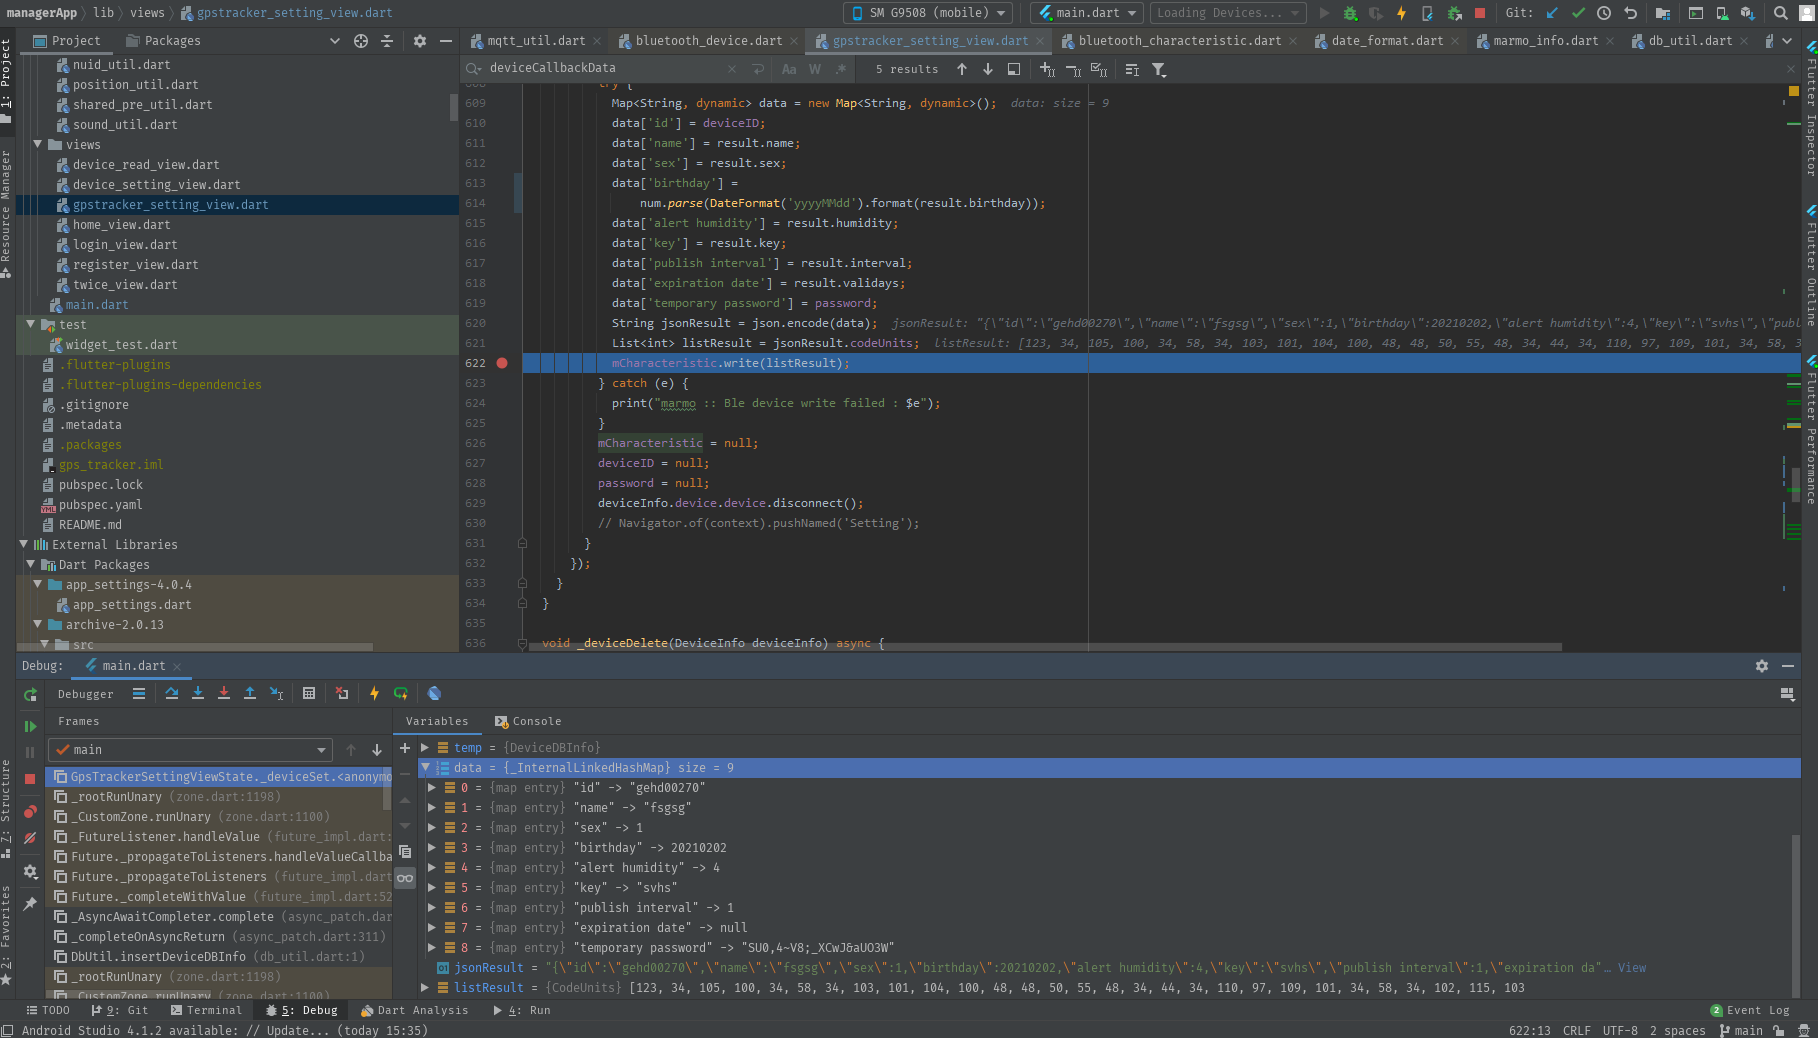 managerApp lib views gpstracker_setting_view.dart SM G9508 (mobile) main.dart Loading Devices... Git:
Project Packages
mqtt_util.dart bluetooth_device.dart gpstracker_setting_view.dart bluetooth_characteristic.dart date_format.dart marmo_info.dart db_util.dart
deviceCallbackData Aa W .* 5 results
1: Project
Resource Manager
7: Structure
2: Favorites
Flutter Inspector
Flutter Outline
Flutter Performance
nuid_util.dart
position_util.dart
shared_pre_util.dart
sound_util.dart
views
device_read_view.dart
device_setting_view.dart
gpstracker_setting_view.dart
home_view.dart
login_view.dart
register_view.dart
twice_view.dart
main.dart
test
widget_test.dart
.flutter-plugins
.flutter-plugins-dependencies
.gitignore
.metadata
.packages
gps_tracker.iml
pubspec.lock
pubspec.yaml
README.md
External Libraries
Dart Packages
app_settings-4.0.4
app_settings.dart
archive-2.0.13
src
608 try {
609 Map<String, dynamic> data = new Map<String, dynamic>(); data: size = 9
610 data['id'] = deviceID;
611 data['name'] = result.name;
612 data['sex'] = result.sex;
613 data['birthday'] =
614 num.parse(DateFormat('yyyyMMdd').format(result.birthday));
615 data['alert humidity'] = result.humidity;
616 data['key'] = result.key;
617 data['publish interval'] = result.interval;
618 data['expiration date'] = result.validays;
619 data['temporary password'] = password;
620 String jsonResult = json.encode(data); jsonResult: "{\"id\":\"gehd00270\",\"name\":\"fsgsg\",\"sex\":1,\"birthday\":20210202,\"alert humidity\":4,\"key\":\"svhs\",\"publ
621 List<int> listResult = jsonResult.codeUnits; listResult: [123, 34, 105, 100, 34, 58, 34, 103, 101, 104, 100, 48, 48, 50, 55, 48, 34, 44, 34, 110, 97, 109, 101, 34, 58, 3
622 mCharacteristic.write(listResult);
623 } catch (e) {
624 print("marmo :: Ble device write failed : $e");
625 }
626 mCharacteristic = null;
627 deviceID = null;
628 password = null;
629 deviceInfo.device.device.disconnect();
630 // Navigator.of(context).pushNamed('Setting');
631 }
632 });
633 }
634 }
635
636 void _deviceDelete(DeviceInfo deviceInfo) async {
Debug: main.dart
Debugger
Frames
main
GpsTrackerSettingViewState._deviceSet.<anonymo
_rootRunUnary (zone.dart:1198)
_CustomZone.runUnary (zone.dart:1100)
_FutureListener.handleValue (future_impl.dart:
Future._propagateToListeners.handleValueCallba
Future._propagateToListeners (future_impl.dart
Future._completeWithValue (future_impl.dart:52
_AsyncAwaitCompleter.complete (async_patch.dar
_completeOnAsyncReturn (async_patch.dart:311)
DbUtil.insertDeviceDBInfo (db_util.dart:1)
_rootRunUnary (zone.dart:1198)
_CustomZone.runUnary (zone.dart:1100)
Variables Console
temp = {DeviceDBInfo}
data = {_InternalLinkedHashMap} size = 9
0 = {map entry} "id" -> "gehd00270"
1 = {map entry} "name" -> "fsgsg"
2 = {map entry} "sex" -> 1
3 = {map entry} "birthday" -> 20210202
4 = {map entry} "alert humidity" -> 4
5 = {map entry} "key" -> "svhs"
6 = {map entry} "publish interval" -> 1
7 = {map entry} "expiration date" -> null
8 = {map entry} "temporary password" -> "SU0,4~V8;_XCwJ&aUO3W"
jsonResult = "{\"id\":\"gehd00270\",\"name\":\"fsgsg\",\"sex\":1,\"birthday\":20210202,\"alert humidity\":4,\"key\":\"svhs\",\"publish interval\":1,\"expiration da"... View
listResult = {CodeUnits} [123, 34, 105, 100, 34, 58, 34, 103, 101, 104, 100, 48, 48, 50, 55, 48, 34, 44, 34, 110, 97, 109, 101, 34, 58, 34, 102, 115, 103
TODO 9: Git Terminal 5: Debug Dart Analysis 4: Run 2 Event Log
Android Studio 4.1.2 available: // Update... (today 15:35) 622:13 CRLF UTF-8 2 spaces main